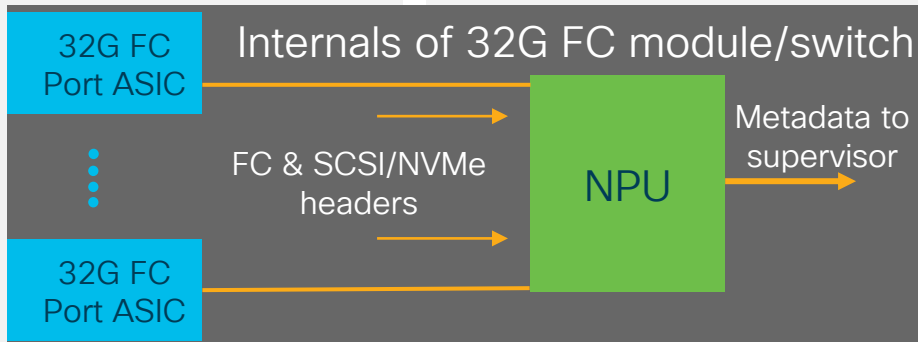 Internals of 32G FC module/switch
32G FC
Port ASIC
FC & SCSI/NVMe
headers
32G FC
Port ASIC
NPU
Metadata to
supervisor